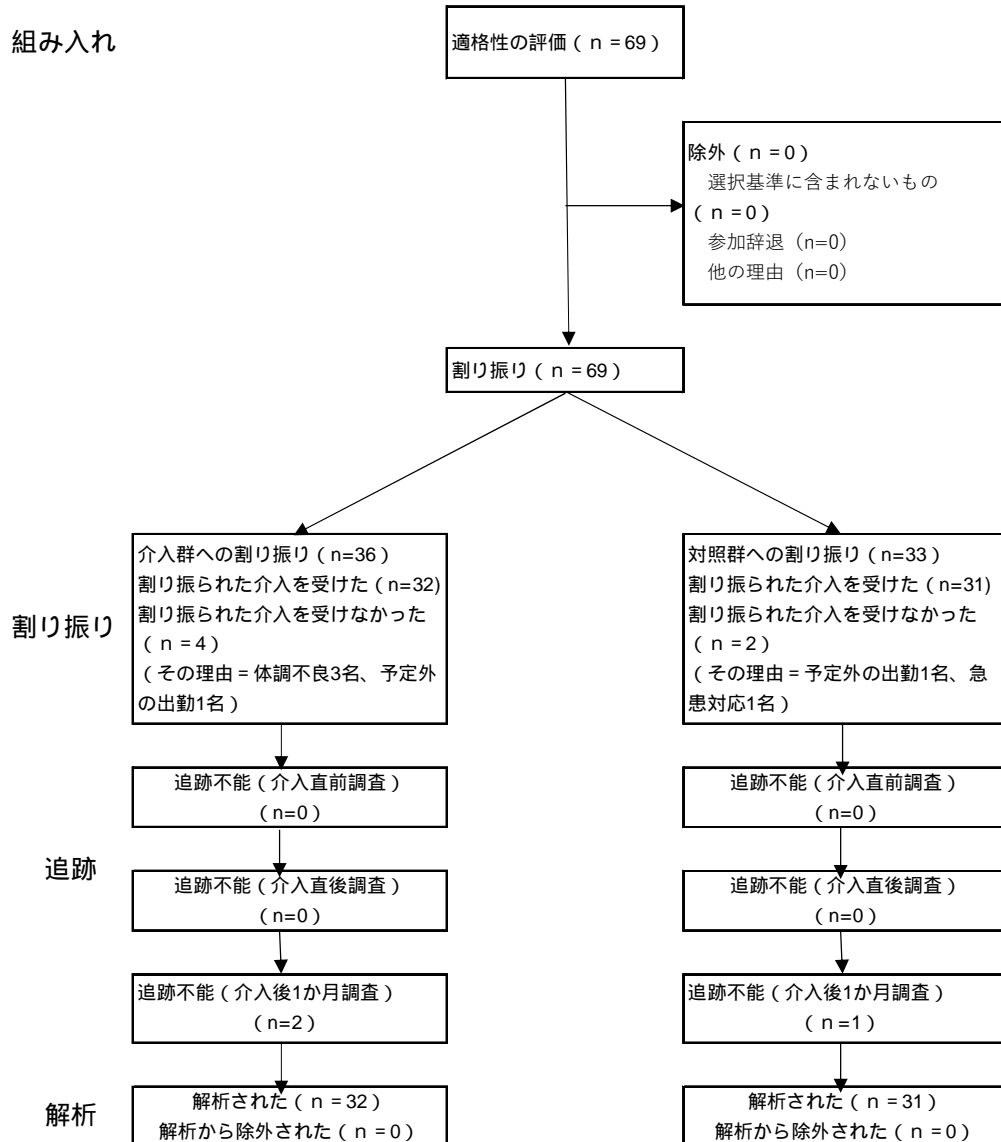 組み入れ
適格性の評価（ｎ=69）
除外（ｎ=0）
選択基準に含まれないもの
（ｎ=0）
参加辞退（n=0）
他の理由（n=0）
割り振り（ｎ=69）
割り振り
介入群への割り振り（n=36）
割り振られた介入を受けた（n=32)
割り振られた介入を受けなかった
（ｎ=4）
（その理由=体調不良3名、予定外
の出勤1名）
対照群への割り振り（n=33）
割り振られた介入を受けた（n=31)
割り振られた介入を受けなかった
（ｎ=2）
（その理由=予定外の出勤1名、急
患対応1名）
追跡
追跡不能（介入直前調査）
（n=0）
追跡不能（介入直前調査）
（n=0）
追跡不能（介入直後調査）
（n=0）
追跡不能（介入直後調査）
（n=0）
追跡不能（介入後1か月調査）
（n=2）
追跡不能（介入後1か月調査）
（ｎ=1）
解析
解析された（ｎ=32）
解析から除外された（ｎ=0）
解析された（ｎ=31）
解析から除外された（ｎ=0）